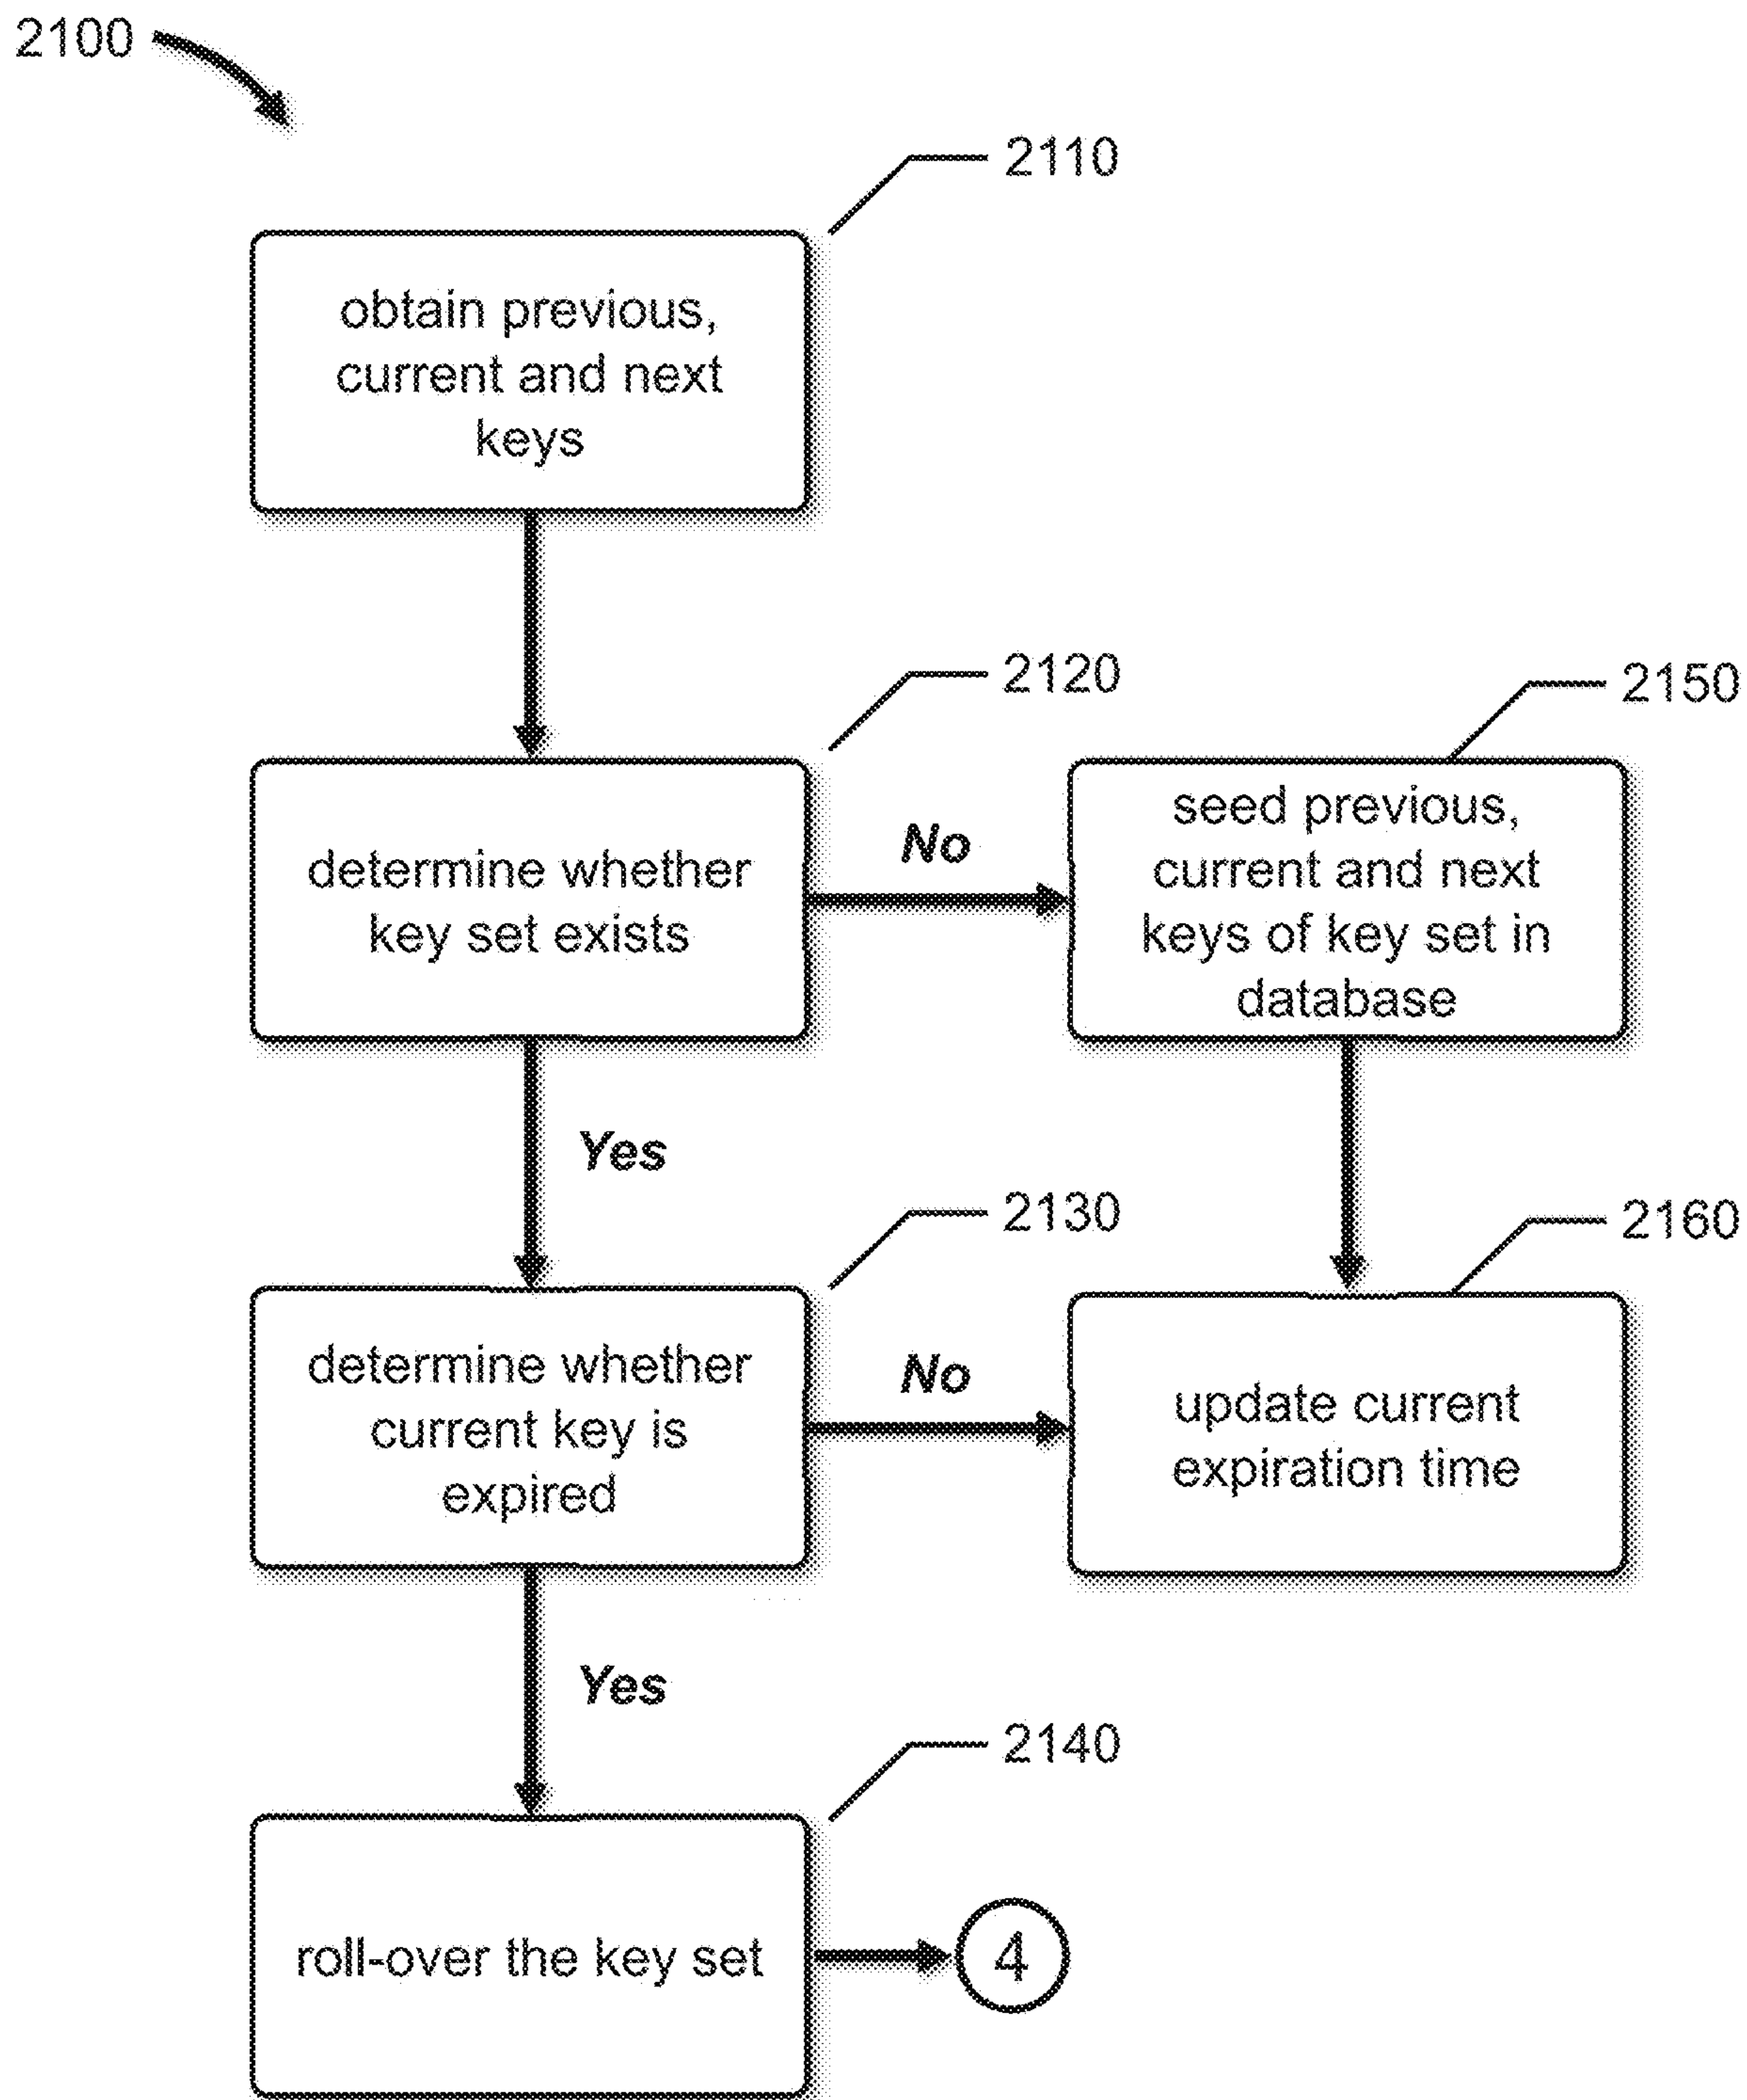 2100
2110
obtain previous,
current and next
keys
2120
2150
determine whether
key set exists
No
seed previous,
current and next
keys of key set in
database
Yes
2130
2160
determine whether
current key is
expired
No
update current
expiration time
Yes
2140
roll-over the key set
4